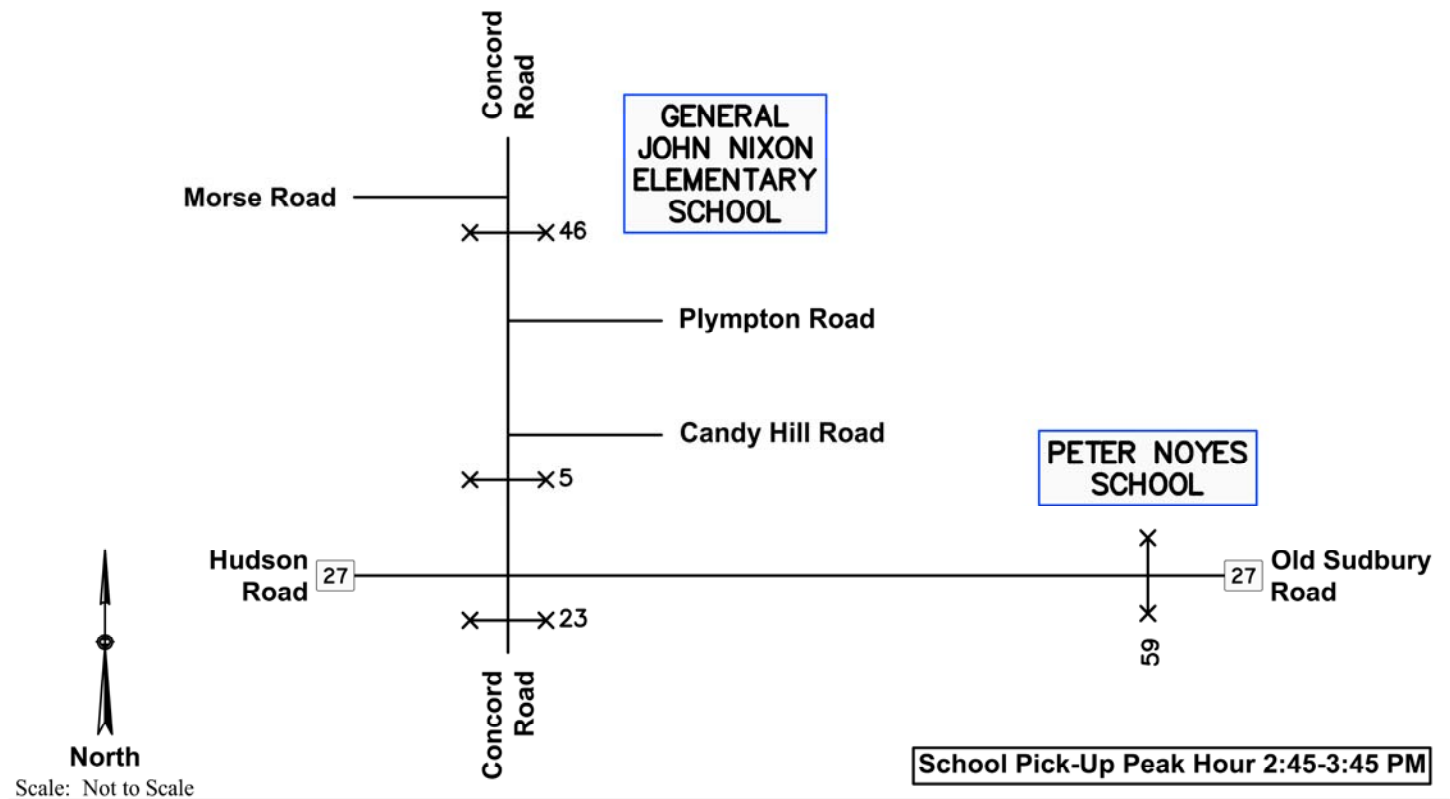 Concord
Road
GENERAL
JOHN NIXON
ELEMENTARY
SCHOOL
Morse Road
46
Plympton Road
Candy Hill Road
5
PETER NOYES
SCHOOL
Hudson
Road
27
27
Old Sudbury
Road
23
59
Concord
Road
North
Scale: Not to Scale
School Pick-Up Peak Hour 2:45-3:45 PM